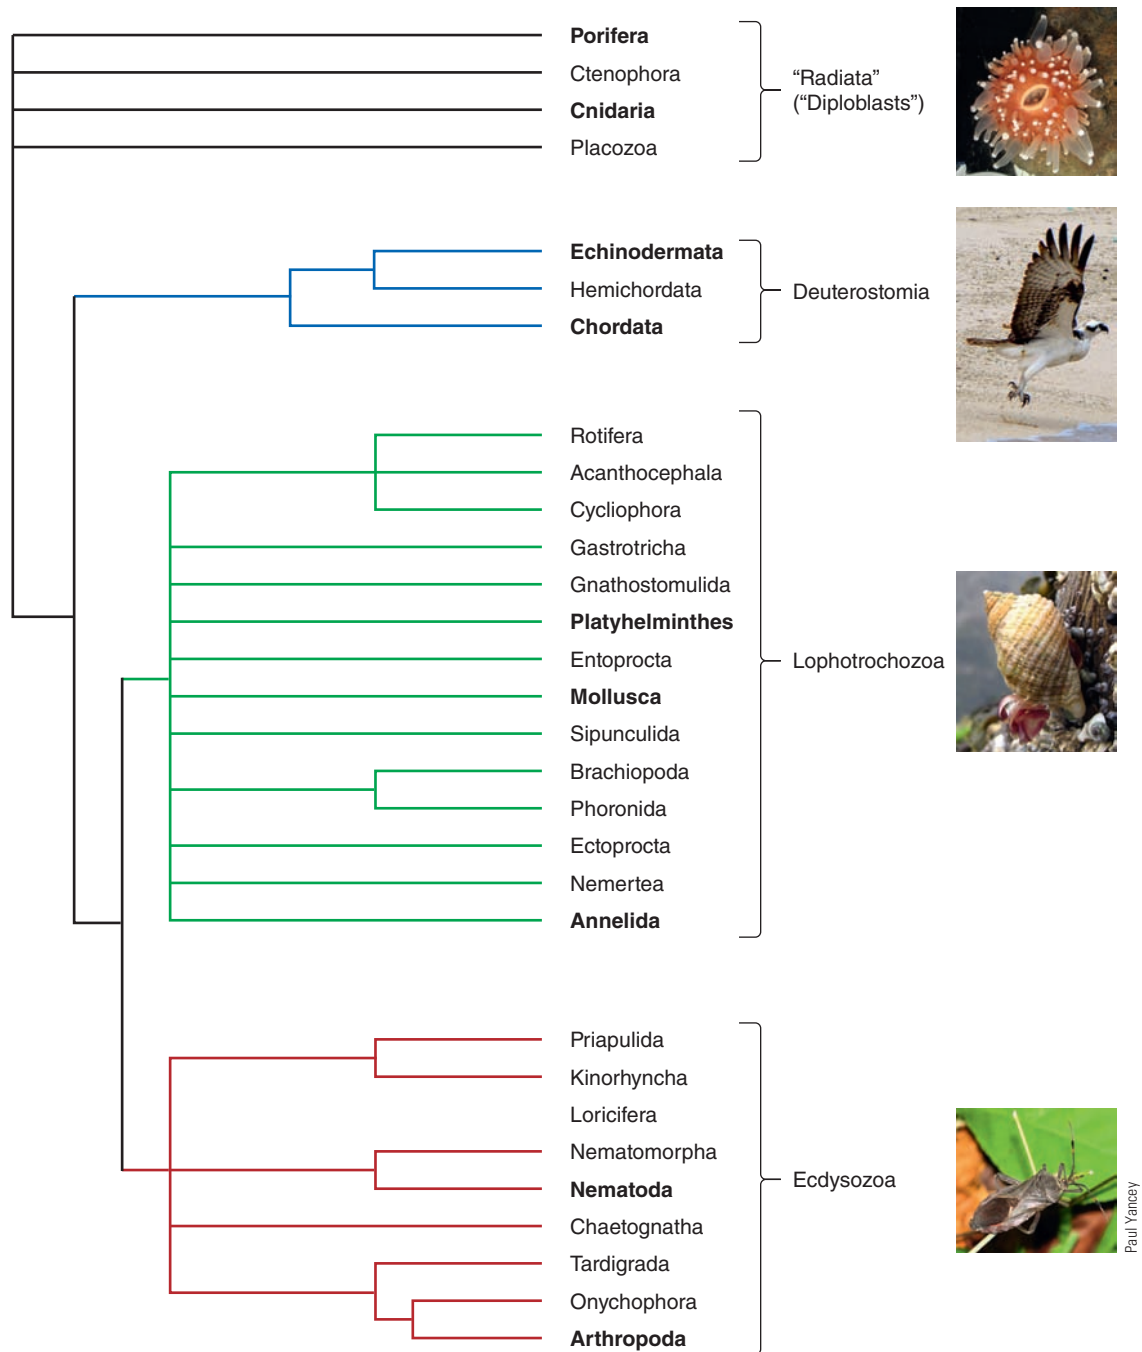 Porifera
Ctenophora
Cnidaria
Placozoa
“Radiata”
(“Diploblasts”)
Echinodermata
Hemichordata
Chordata
Deuterostomia
Rotifera
Acanthocephala
Cycliophora
Gastrotricha
Gnathostomulida
Platyhelminthes
Entoprocta
Mollusca
Sipunculida
Brachiopoda
Phoronida
Ectoprocta
Nemertea
Annelida
Lophotrochozoa
Priapulida
Kinorhyncha
Loricifera
Nematomorpha
Nematoda
Chaetognatha
Tardigrada
Onychophora
Arthropoda
Ecdysozoa
Paul Yancey